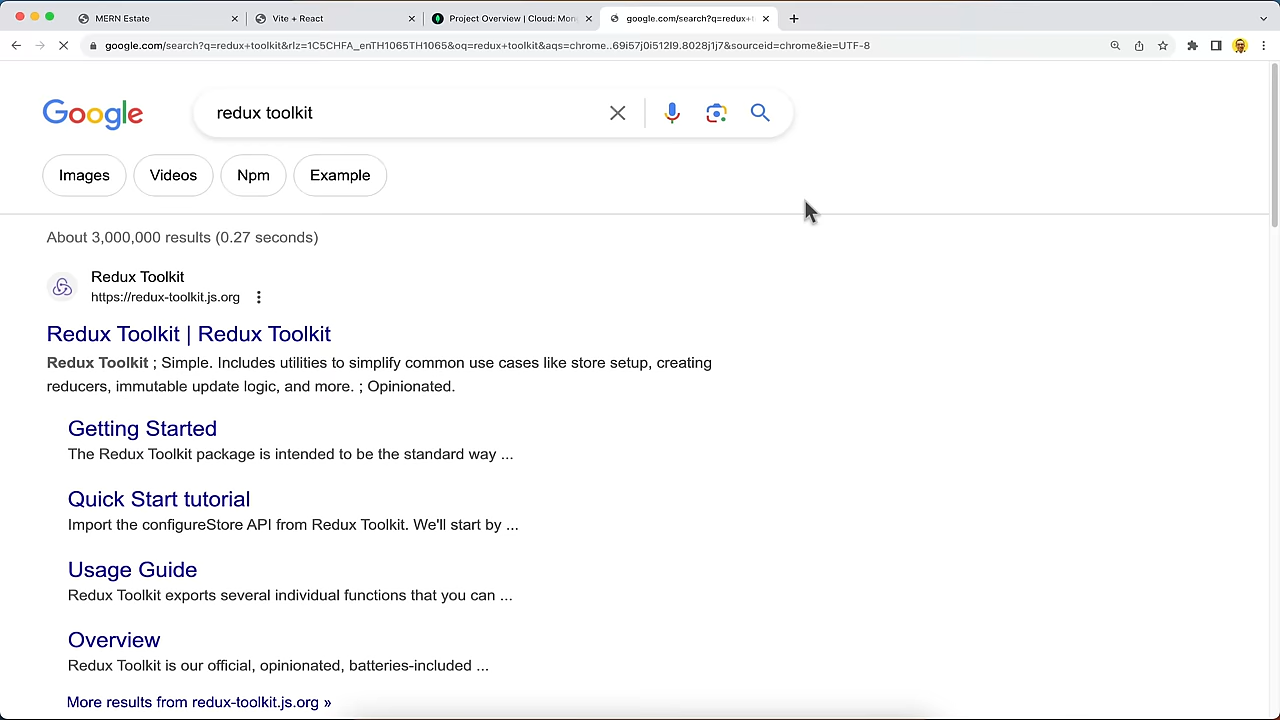 MERN Estate
Vite + React
Project Overview | Cloud: Mon
google.com/search?q=redux+t
google.com/search?q=redux+toolkit&rlz=1C5CHFA_enTH1065TH1065&oq=redux+toolkit&aqs=chrome..69i57j0i512l9.8028j1j7&sourceid=chrome&ie=UTF-8
Google
redux toolkit
Images
Videos
Npm
Example
About 3,000,000 results (0.27 seconds)
Redux Toolkit
https://redux-toolkit.js.org
Redux Toolkit | Redux Toolkit
Redux Toolkit ; Simple. Includes utilities to simplify common use cases like store setup, creating
reducers, immutable update logic, and more. ; Opinionated.
Getting Started
The Redux Toolkit package is intended to be the standard way ...
Quick Start tutorial
Import the configureStore API from Redux Toolkit. We'll start by ...
Usage Guide
Redux Toolkit exports several individual functions that you can ...
Overview
Redux Toolkit is our official, opinionated, batteries-included ...
More results from redux-toolkit.js.org »